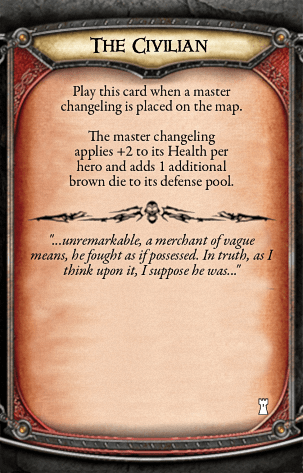 The Civilian
Play this card when a master
changeling is placed on the map.
The master changeling
applies +2 to its Health per
hero and adds 1 additional
brown die to its defense pool.
"...unremarkable, a merchant of vague
means, he fought as if possessed. In truth, as I
think upon it, I suppose he was..."